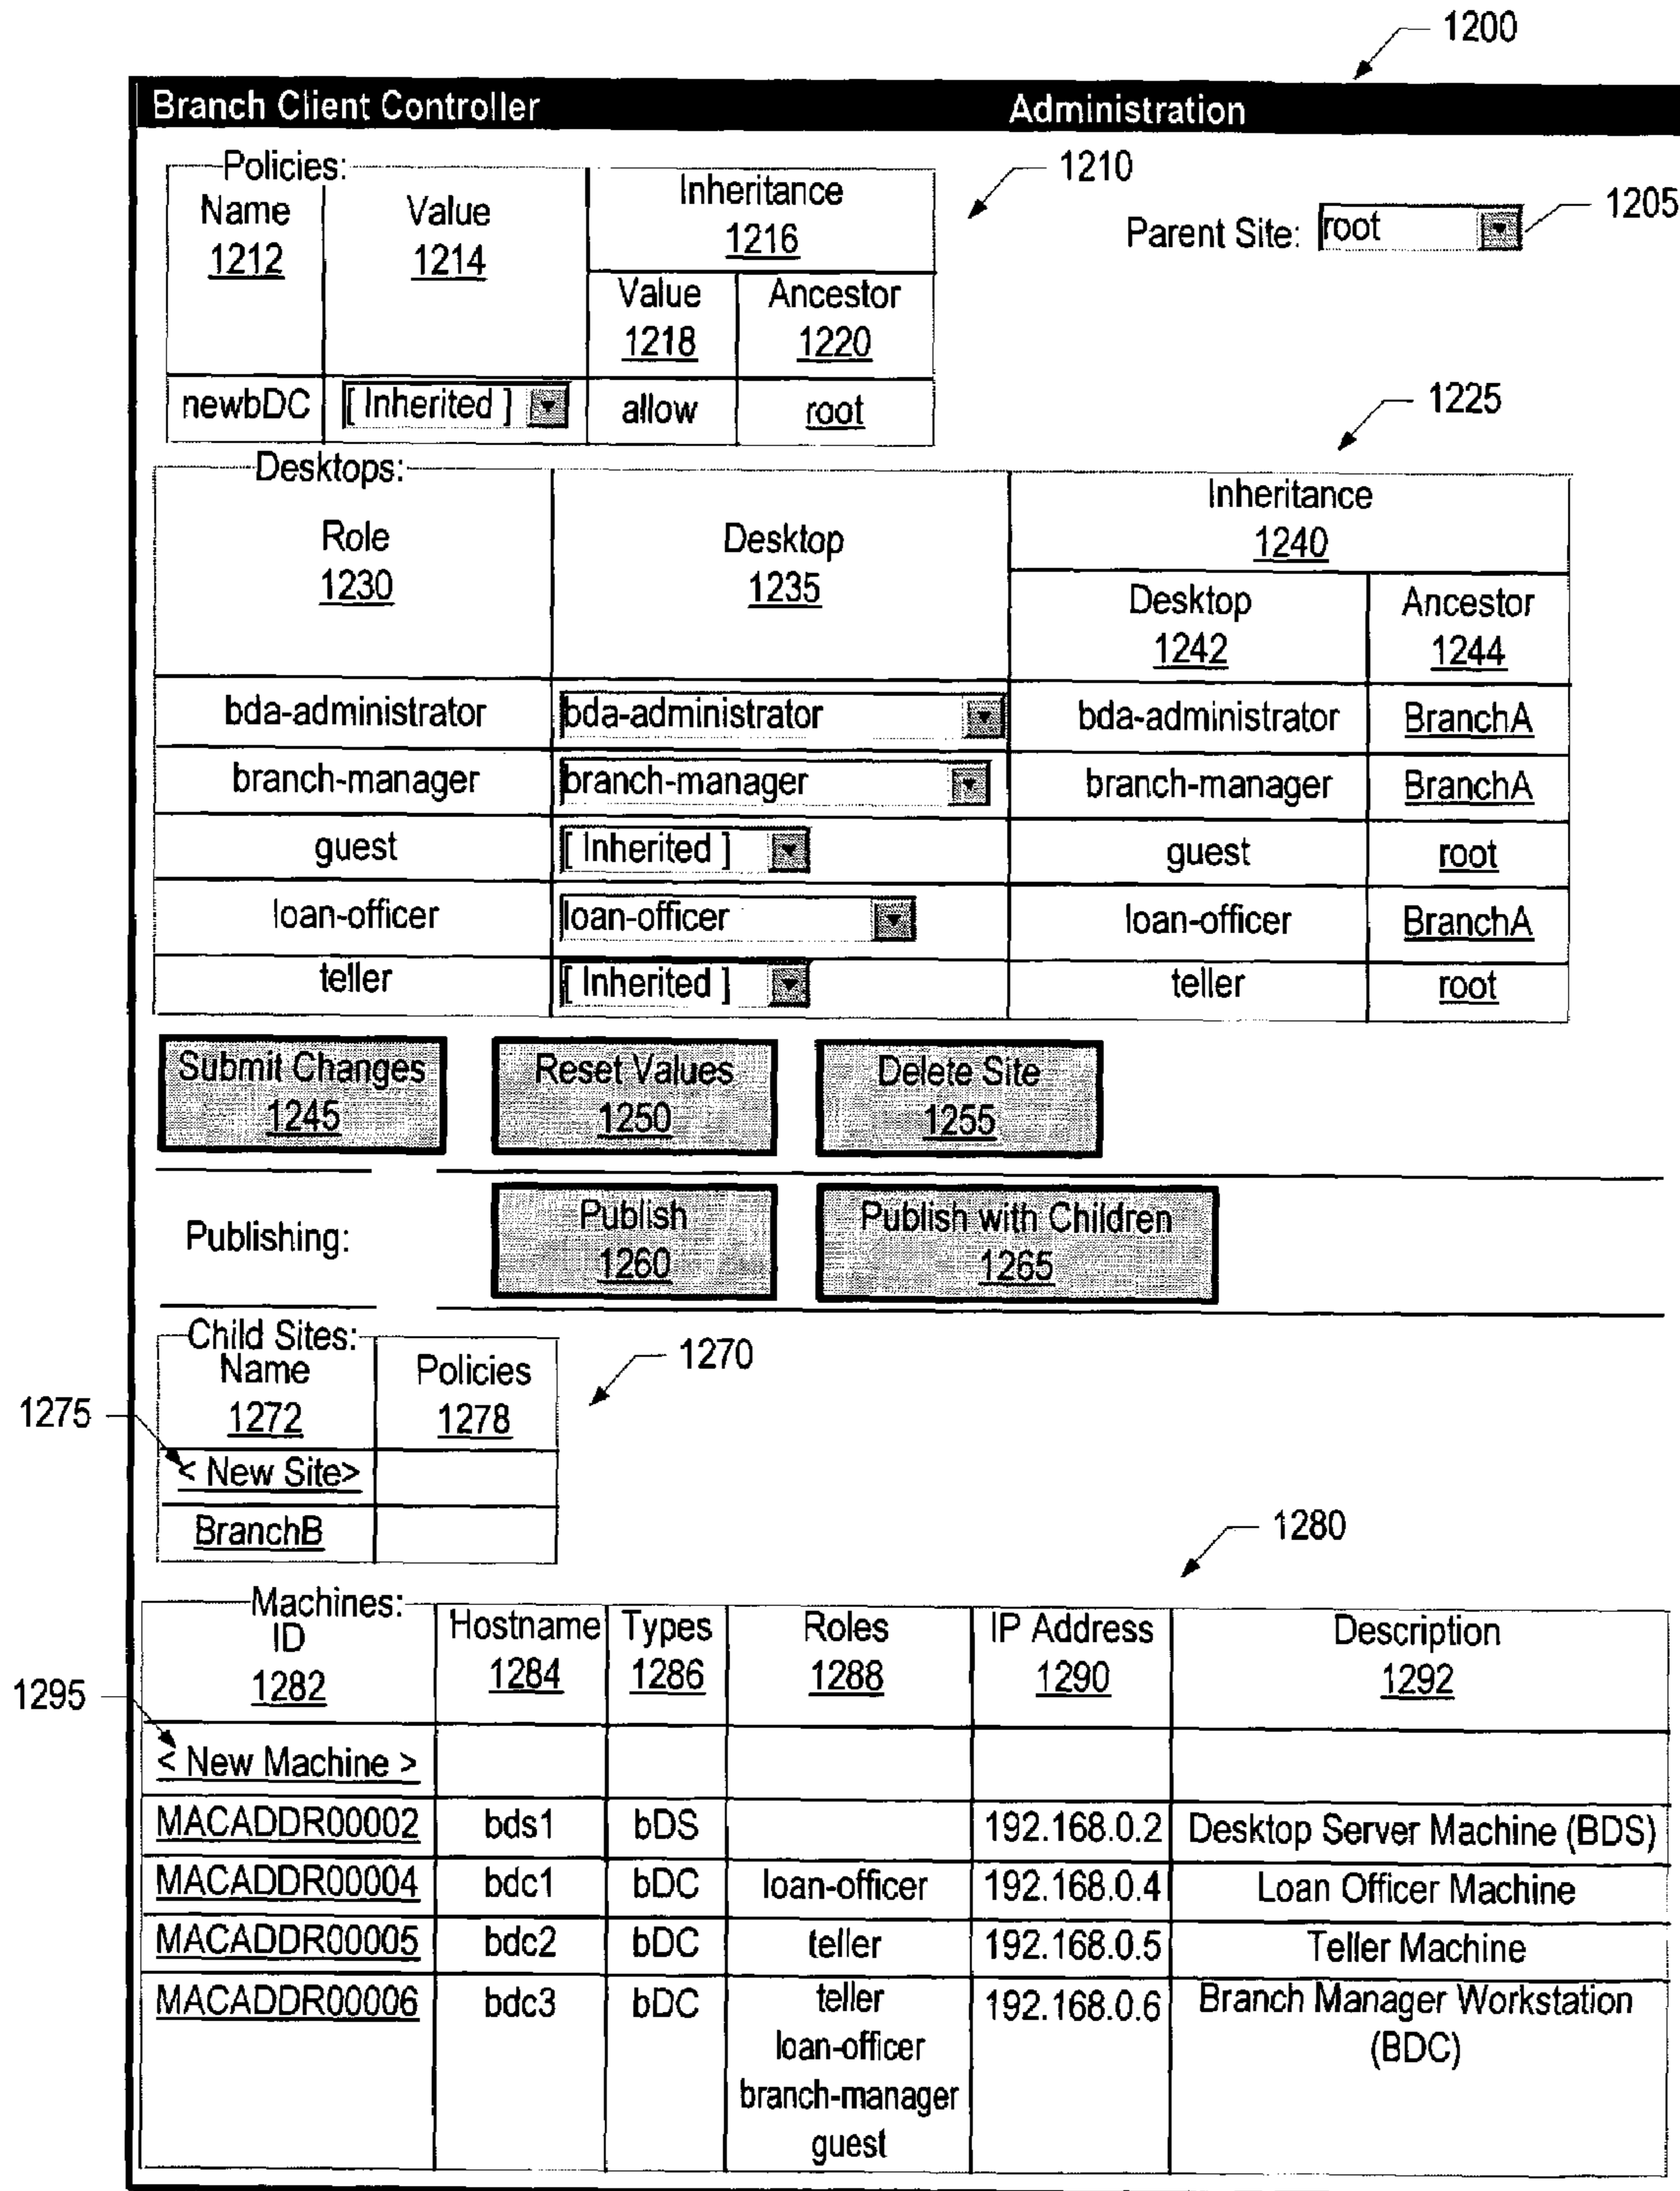 1200
Branch Client Controller Administration
Policies:
Name Value Inheritance
1212 1214 1216
1210
Parent Site: root 1205
Value Ancestor
1218 1220
newbDC [ Inherited ] allow root
1225
Desktops:
Role Desktop Inheritance
1230 1235 1240
Desktop Ancestor
1242 1244
bda-administrator bda-administrator bda-administrator BranchA
branch-manager branch-manager branch-manager BranchA
guest [ Inherited ] guest root
loan-officer loan-officer loan-officer BranchA
teller [ Inherited ] teller root
Submit Changes Reset Values Delete Site
1245 1250 1255
Publishing: Publish Publish with Children
1260 1265
Child Sites:
Name Policies
1272 1278
1270
1275
< New Site>
BranchB
1280
Machines:
ID Hostname Types Roles IP Address Description
1282 1284 1286 1288 1290 1292
1295
< New Machine >
MACADDR00002 bds1 bDS 192.168.0.2 Desktop Server Machine (BDS)
MACADDR00004 bdc1 bDC loan-officer 192.168.0.4 Loan Officer Machine
MACADDR00005 bdc2 bDC teller 192.168.0.5 Teller Machine
MACADDR00006 bdc3 bDC teller 192.168.0.6 Branch Manager Workstation
loan-officer (BDC)
branch-manager
guest